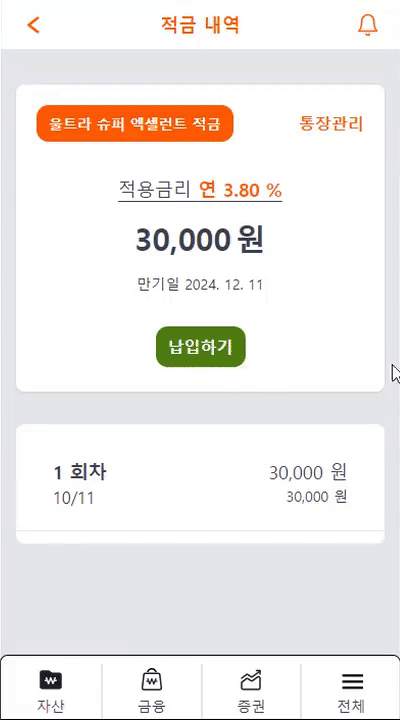 적금 내역
울트라 슈퍼 엑셀런트 적금
통장관리
적용금리 연 3.80 %
30,000 원
만기일 2024. 12. 11
납입하기
1 회차
30,000 원
10/11
30,000 원
자산
금융
증권
전체